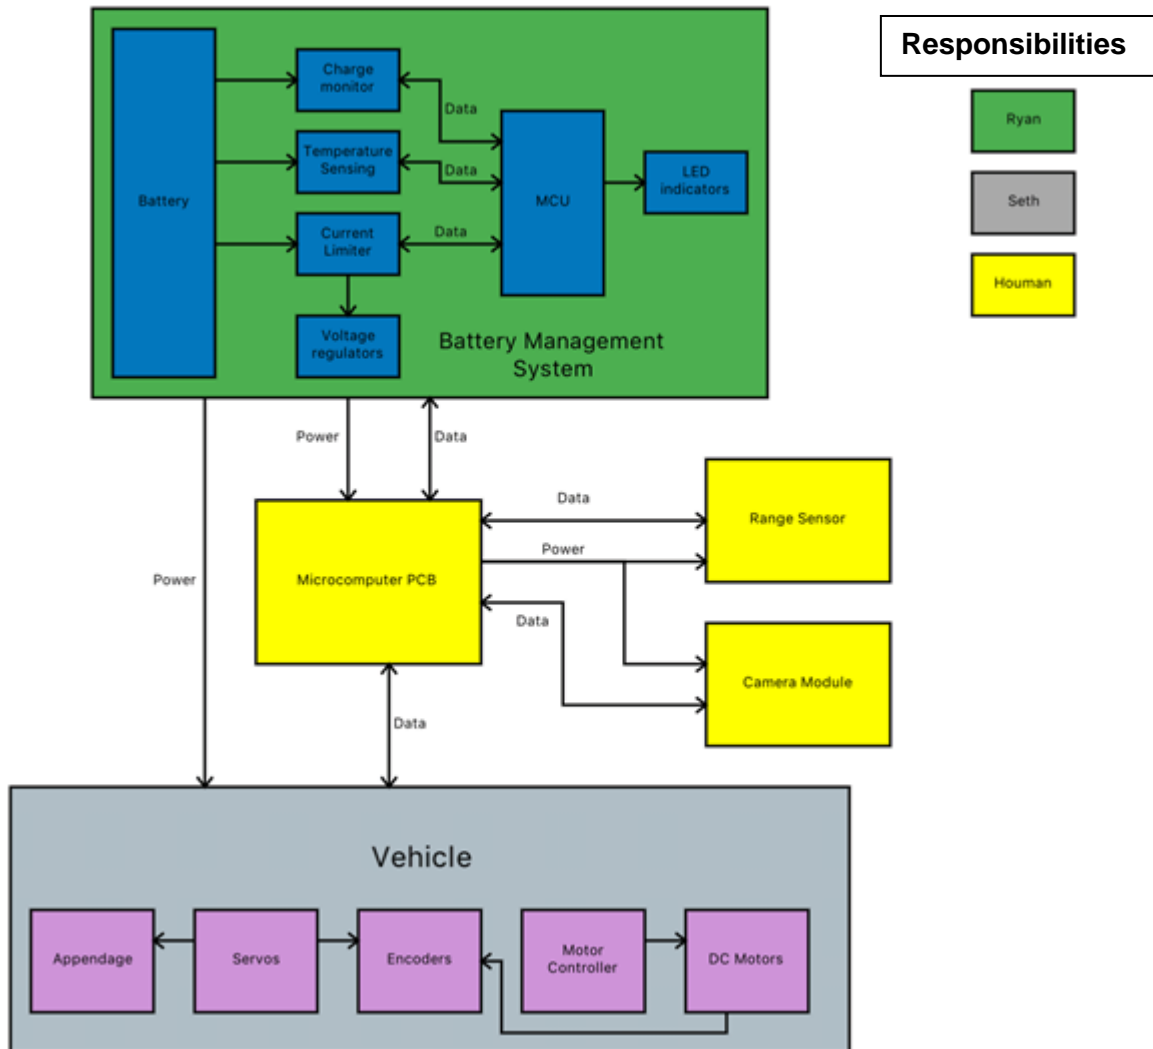 Responsibilities
Ryan
Seth
Houman
Battery
Charge
monitor
Data
Temperature
Sensing
Data
Current
Limiter
Data
MCU
LED
indicators
Voltage
regulators
Battery Management
System
Power
Data
Power
Microcomputer PCB
Data
Power
Data
Range Sensor
Camera Module
Data
Vehicle
Appendage
Servos
Encoders
Motor
Controller
DC Motors